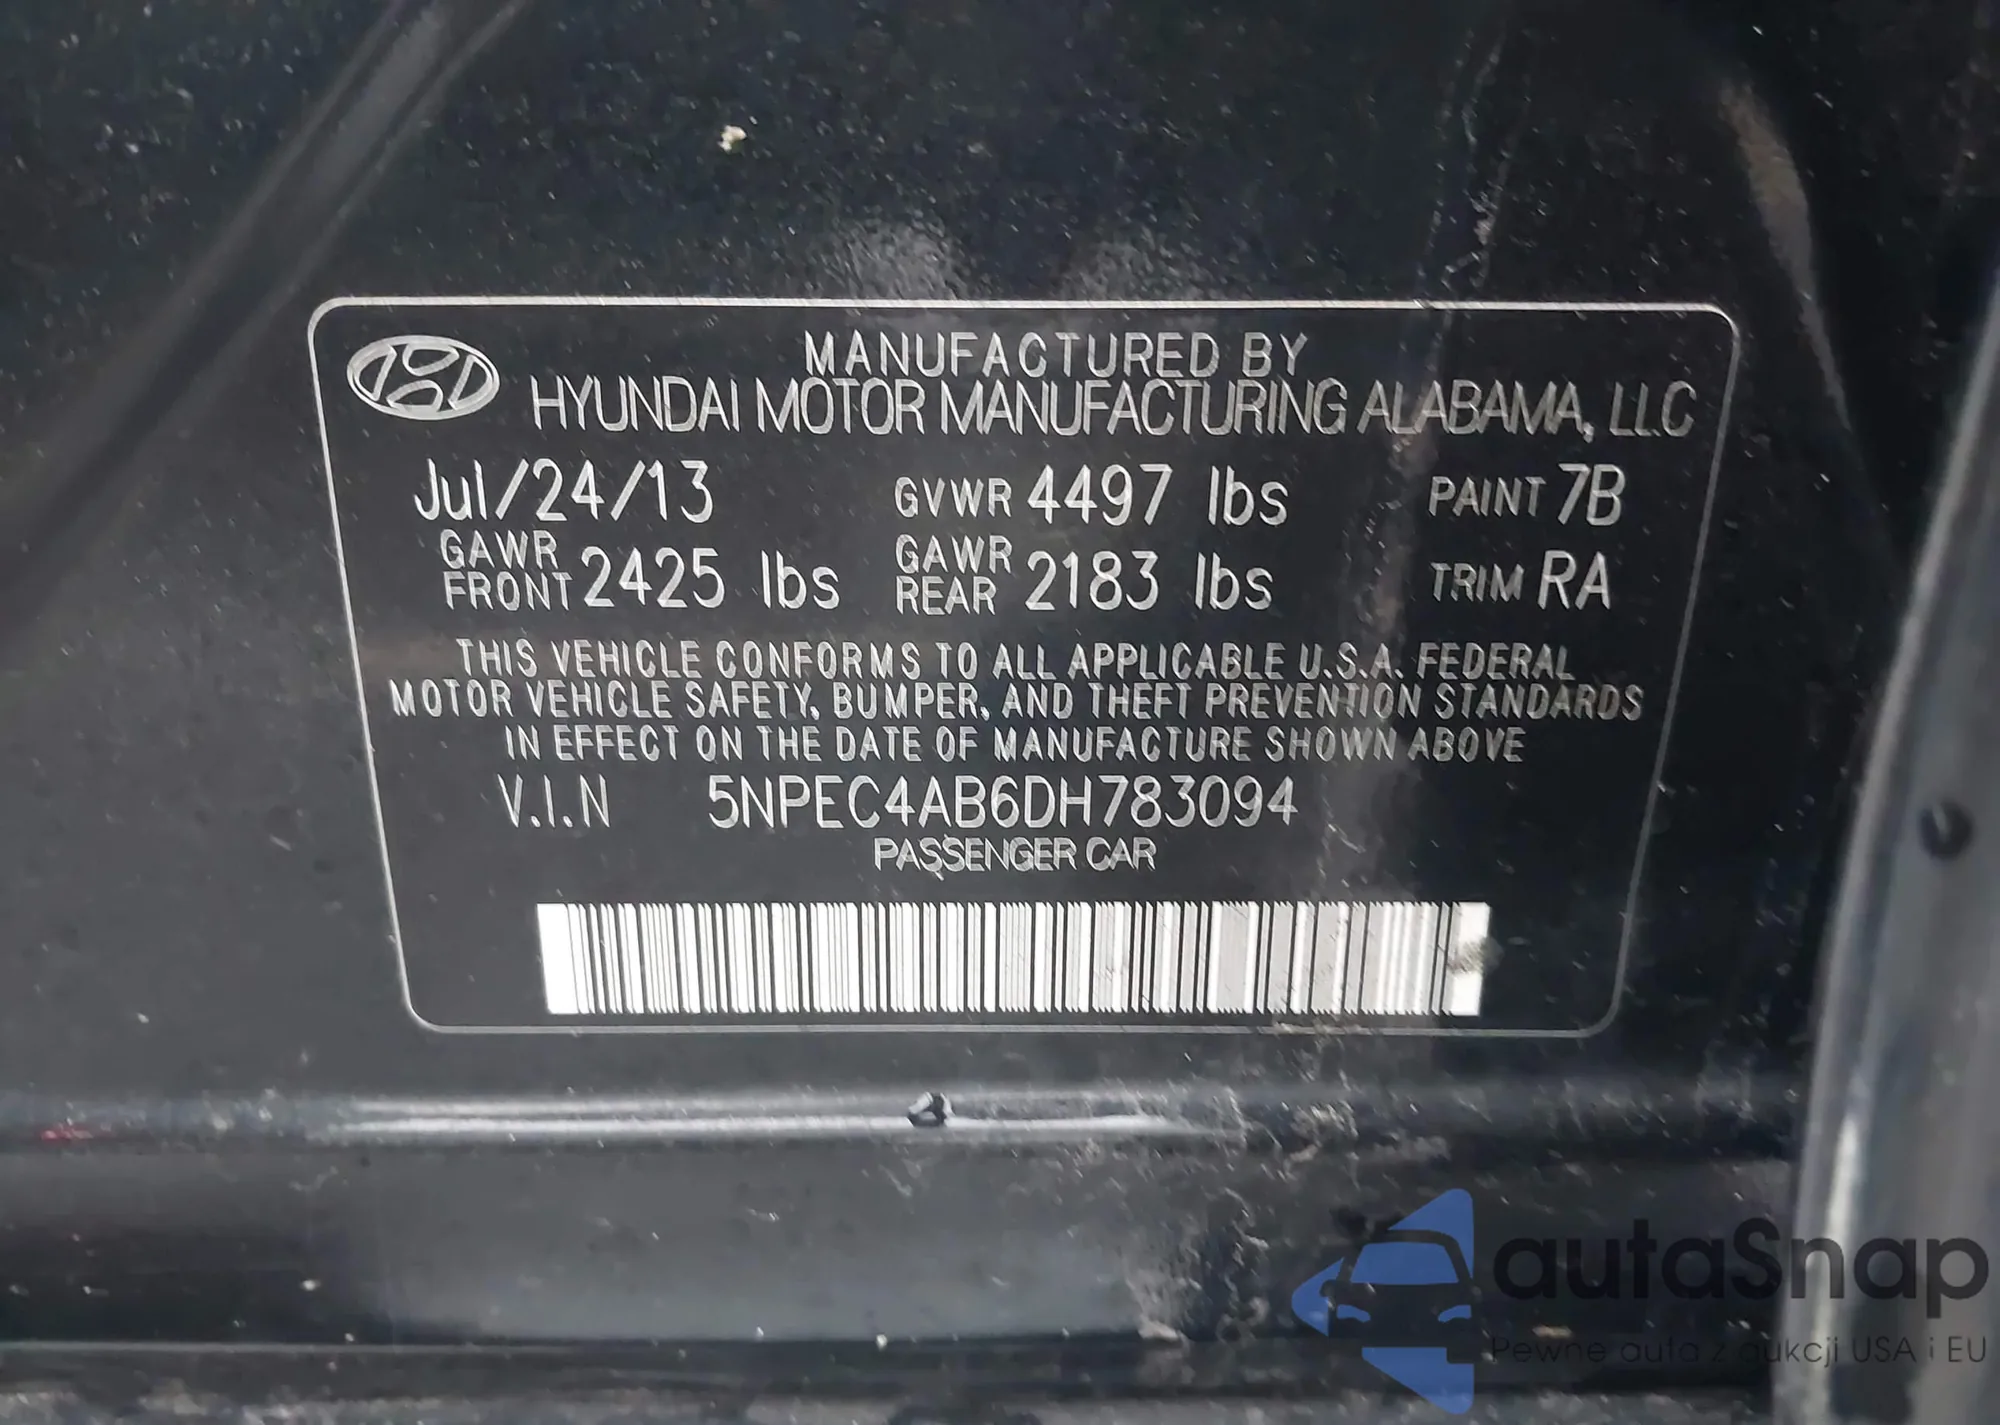 MANUFACTURED BY
HYUNDAI MOTOR MANUFACTURING ALABAMA, LLC
Jul/24/13 GVWR 4497 lbs PAINT 7B
GAWR FRONT 2425 lbs GAWR REAR 2183 lbs TRIM RA
THIS VEHICLE CONFORMS TO ALL APPLICABLE U.S.A. FEDERAL
MOTOR VEHICLE SAFETY, BUMPER, AND THEFT PREVENTION STANDARDS
IN EFFECT ON THE DATE OF MANUFACTURE SHOWN ABOVE
V.I.N 5NPEC4AB6DH783094
PASSENGER CAR
autaSnap
Pewne auta z aukcji USA i EU